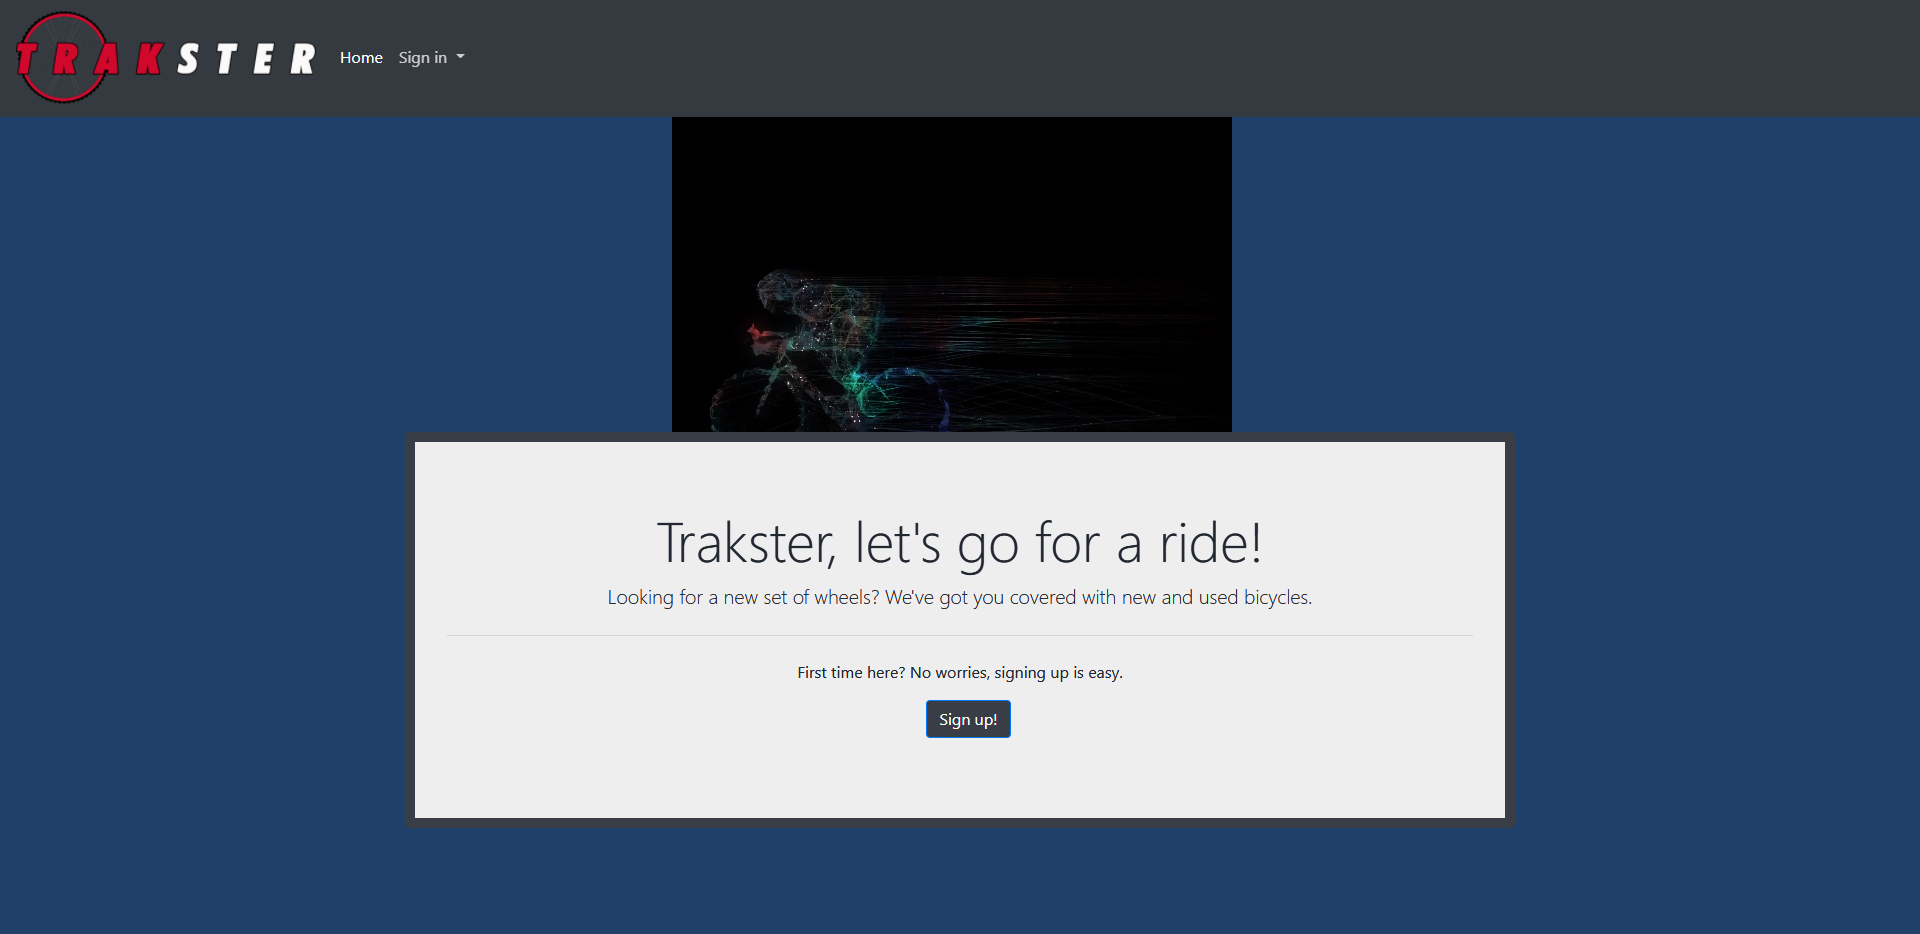 TRAKSTER
Home
Sign in
Trakster, let's go for a ride!
Looking for a new set of wheels? We've got you covered with new and used bicycles.
First time here? No worries, signing up is easy.
Sign up!